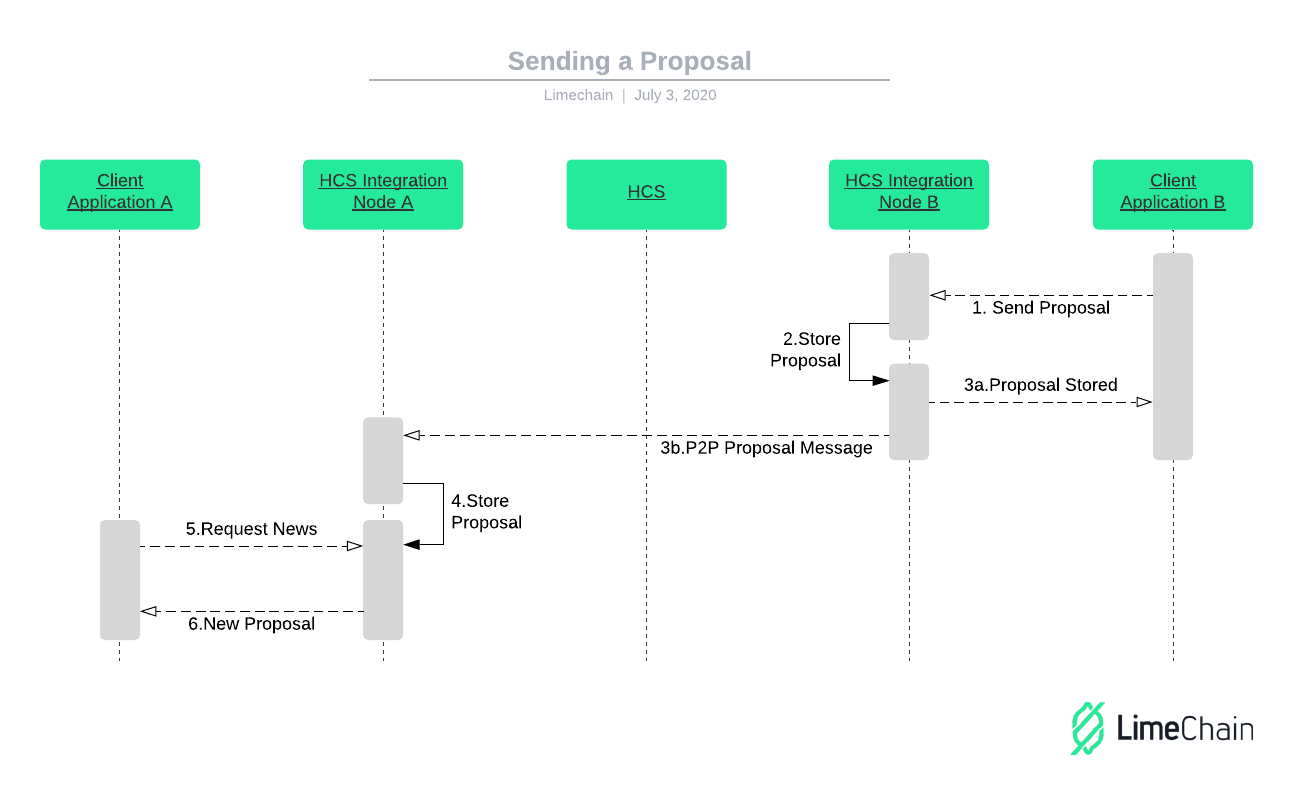 Sending a Proposal
Limechain | July 3, 2020
Client
Application A
HCS Integration
Node A
HCS
HCS Integration
Node B
Client
Application B
1. Send Proposal
2.Store
Proposal
3a.Proposal Stored
3b.P2P Proposal Message
4.Store
Proposal
5.Request News
6.New Proposal
LimeChain